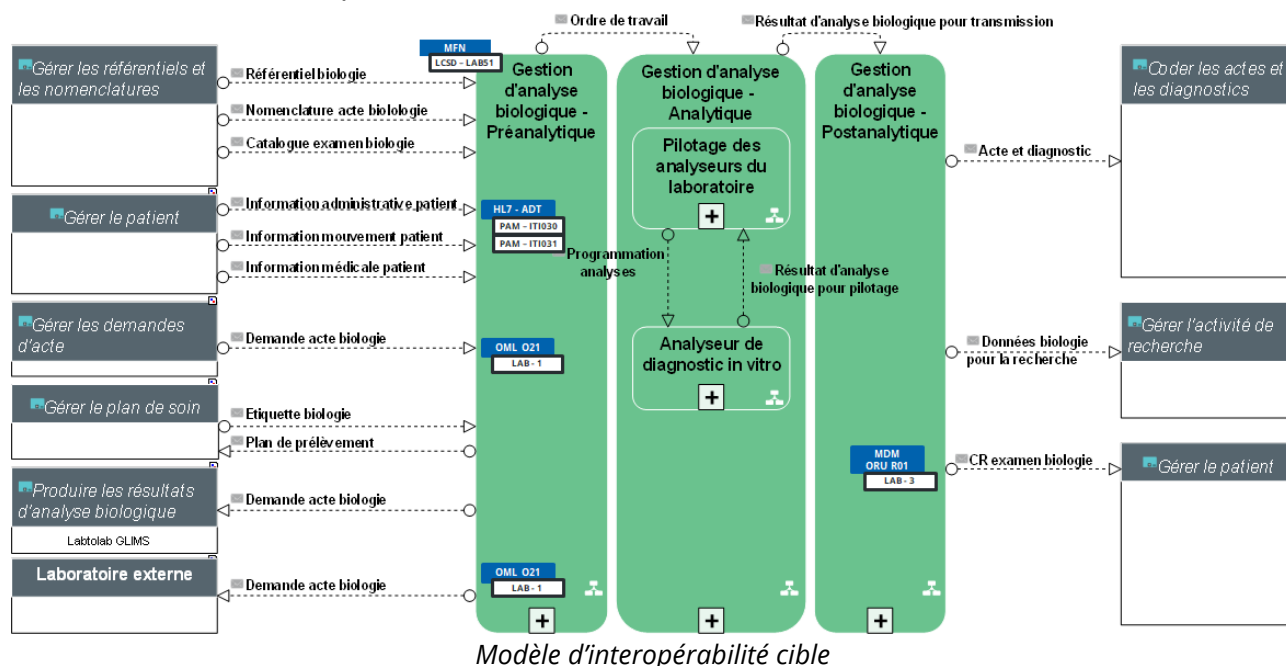 Ordre de travail
Résultat d'analyse biologique pour transmission
Gérer les référentiels et
les nomenclatures
Référentiel biologie
Nomenclature acte biolologie
Catalogue examen biologie
MFN
LCSD – LAB51
Gestion
d'analyse
biologique -
Préanalytique
Gestion d'analyse
biologique -
Analytique
Pilotage des
analyseurs du
laboratoire
Gestion
d'analyse
biologique -
Postanalytique
Acte et diagnostic
Coder les actes et
les diagnostics
Gérer le patient
Information administrative patient
Information mouvement patient
Information médicale patient
HL7 - ADT
PAM – ITI030
PAM – ITI031
Programmation
analyses
Résultat d'analyse
biologique pour pilotage
Gérer les demandes
d'acte
Demande acte biologie
OML O21
LAB - 1
Analyseur de
diagnostic in vitro
Données biologie
pour la recherche
Gérer l'activité de
recherche
Gérer le plan de soin
Etiquette biologie
Plan de prélèvement
MDM
ORU R01
LAB - 3
CR examen biologie
Gérer le patient
Produire les résultats
d'analyse biologique
Labtolab GLIMS
Demande acte biologie
Laboratoire externe
Demande acte biologie
OML O21
LAB - 1
Modèle d'interopérabilité cible